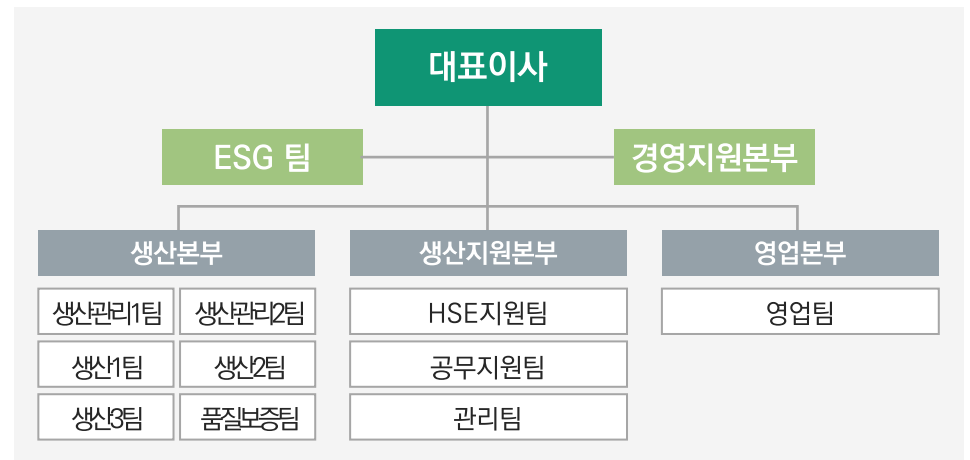 대표이사
ESG 팀
경영지원본부
생산본부
생산지원본부
영업본부
생산관리1팀
생산관리2팀
HSE지원팀
영업팀
생산1팀
생산2팀
공무지원팀
생산3팀
품질보증팀
관리팀